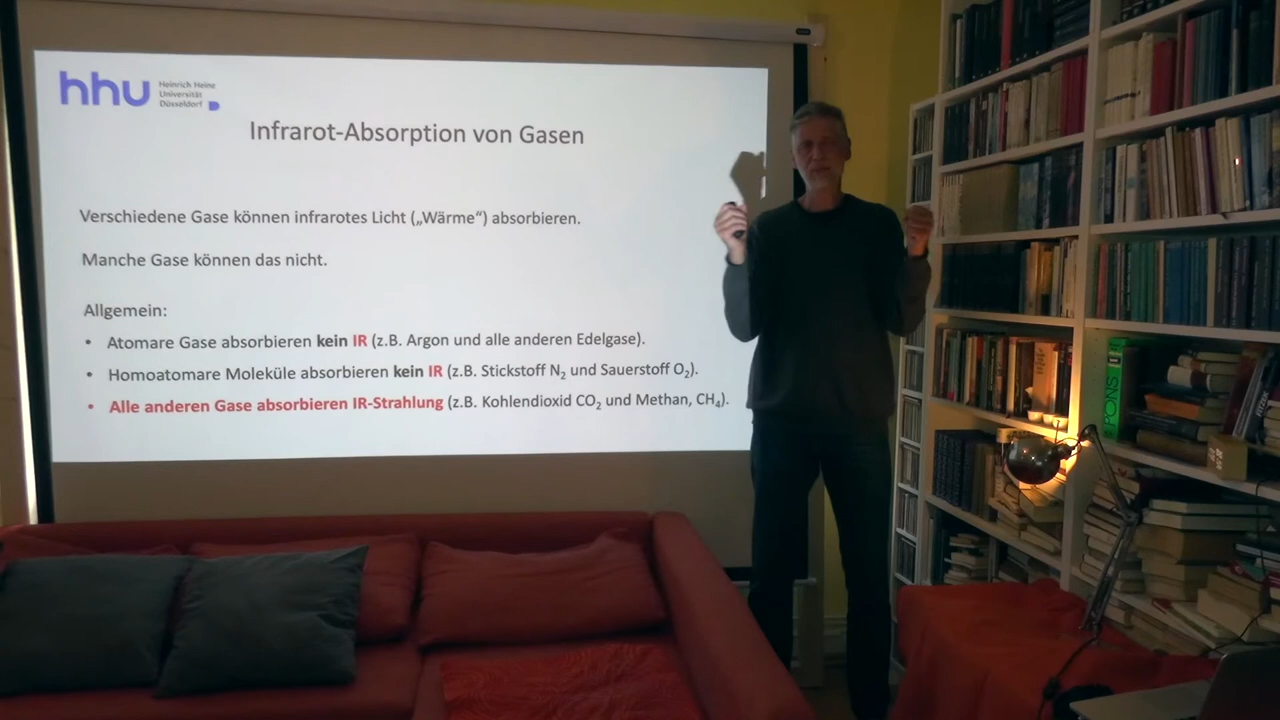 hhu
Heinrich Heine
Universität
Düsseldorf
Infrarot-Absorption von Gasen
Verschiedene Gase können infrarotes Licht („Wärme“) absorbieren.
Manche Gase können das nicht.
Allgemein:
• Atomare Gase absorbieren kein IR (z.B. Argon und alle anderen Edelgase).
• Homoatomare Moleküle absorbieren kein IR (z.B. Stickstoff N₂ und Sauerstoff O₂).
• Alle anderen Gase absorbieren IR-Strahlung (z.B. Kohlendioxid CO₂ und Methan, CH₄).
PONS